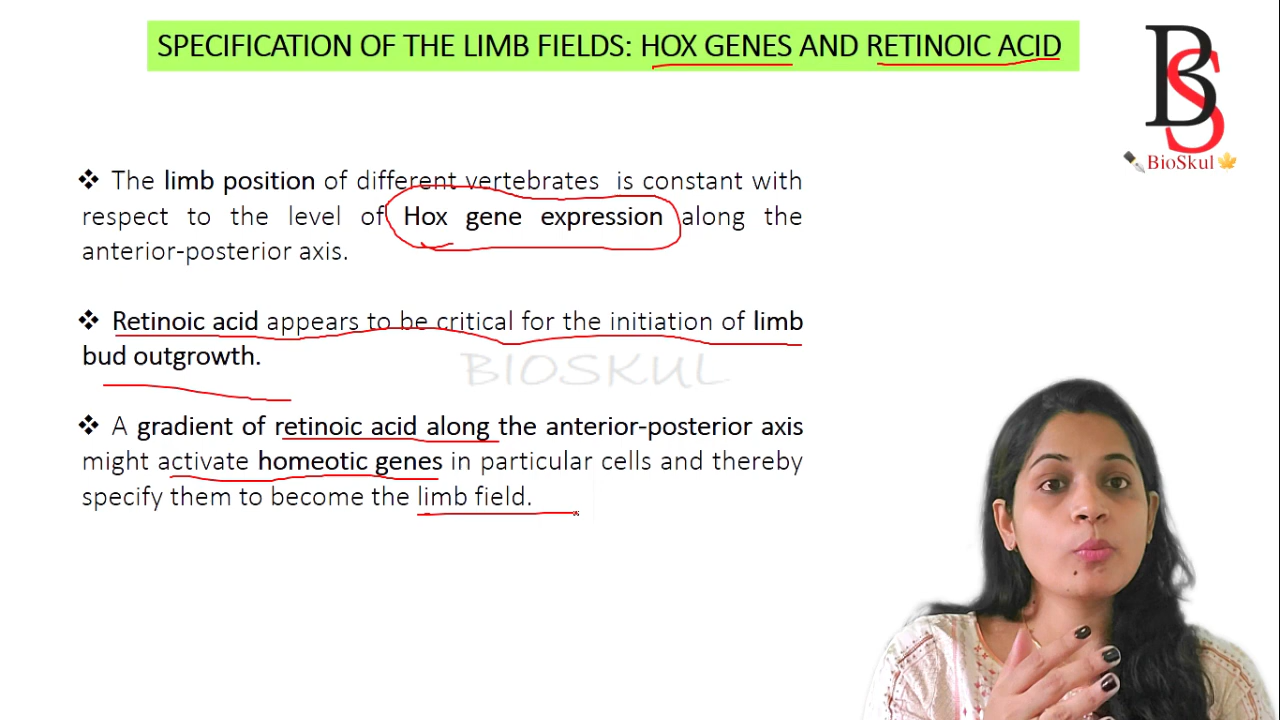 SPECIFICATION OF THE LIMB FIELDS: HOX GENES AND RETINOIC ACID
BS
BioSkul
❖ The limb position of different vertebrates is constant with
respect to the level of Hox gene expression along the
anterior-posterior axis.
❖ Retinoic acid appears to be critical for the initiation of limb
bud outgrowth.
BIOSKUL
❖ A gradient of retinoic acid along the anterior-posterior axis
might activate homeotic genes in particular cells and thereby
specify them to become the limb field.